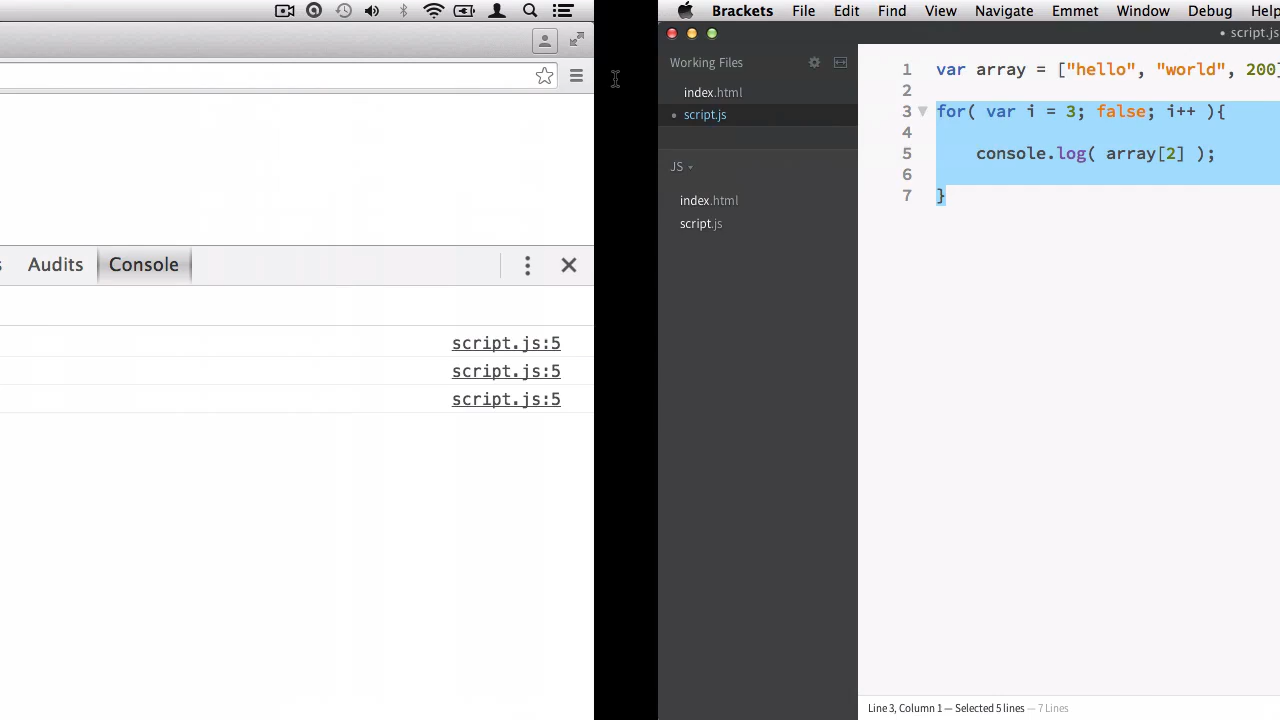 Audits Console
script.js:5
script.js:5
script.js:5
Brackets File Edit Find View Navigate Emmet Window Debug Help
• script.js
Working Files
index.html
• script.js
JS
index.html
script.js
1 var array = ["hello", "world", 200]
2
3 for( var i = 3; false; i++ ){
4
5 console.log( array[2] );
6
7 }
Line 3, Column 1 — Selected 5 lines — 7 Lines